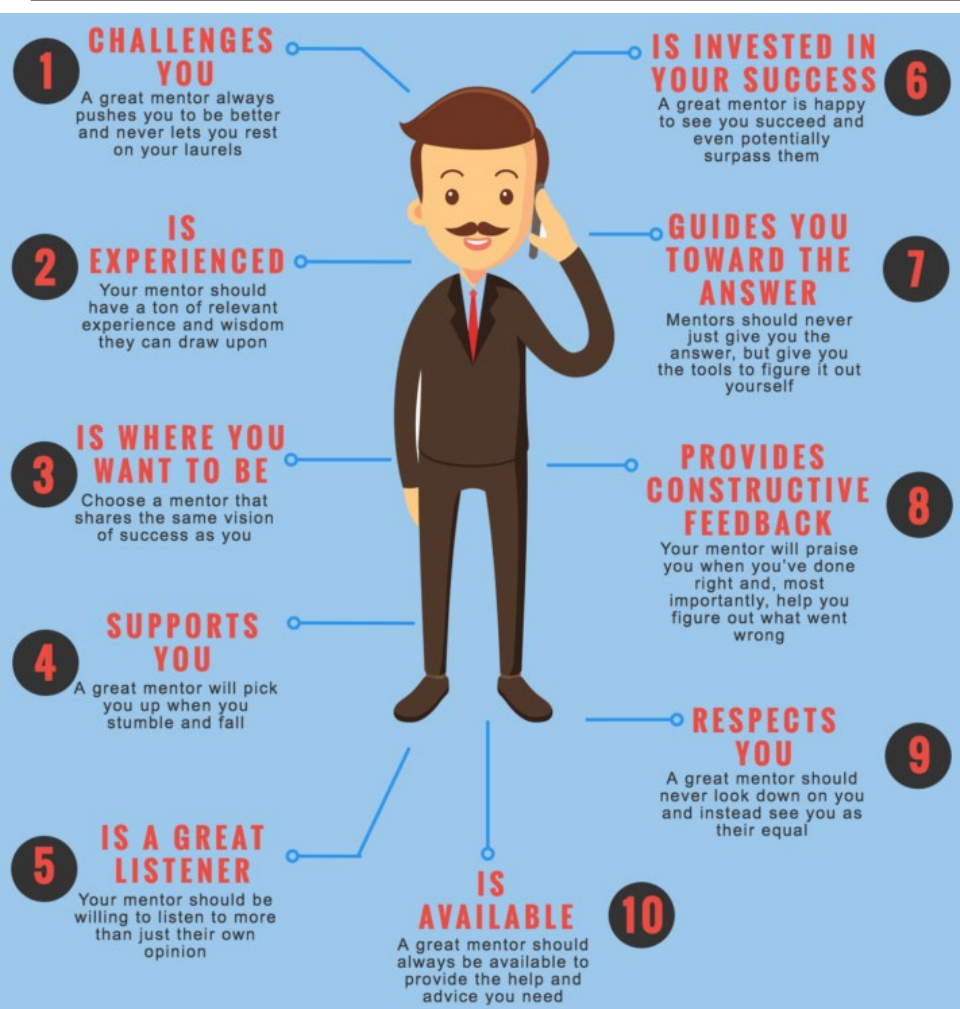 1
CHALLENGES
YOU
A great mentor always
pushes you to be better
and never lets you rest
on your laurels
2
IS
EXPERIENCED
Your mentor should
have a ton of relevant
experience and wisdom
they can draw upon
3
IS WHERE YOU
WANT TO BE
Choose a mentor that
shares the same vision
of success as you
4
SUPPORTS
YOU
A great mentor will pick
you up when you
stumble and fall
5
IS A GREAT
LISTENER
Your mentor should be
willing to listen to more
than just their own
opinion
IS INVESTED IN
YOUR SUCCESS
6
A great mentor is happy
to see you succeed and
even potentially
surpass them
GUIDES YOU
TOWARD THE
ANSWER
7
Mentors should never
just give you the
answer, but give you
the tools to figure it out
yourself
PROVIDES
CONSTRUCTIVE
FEEDBACK
8
Your mentor will praise
you when you've done
right and, most
importantly, help you
figure out what went
wrong
RESPECTS
YOU
9
A great mentor should
never look down on you
and instead see you as
their equal
IS
AVAILABLE
10
A great mentor should
always be available to
provide the help and
advice you need